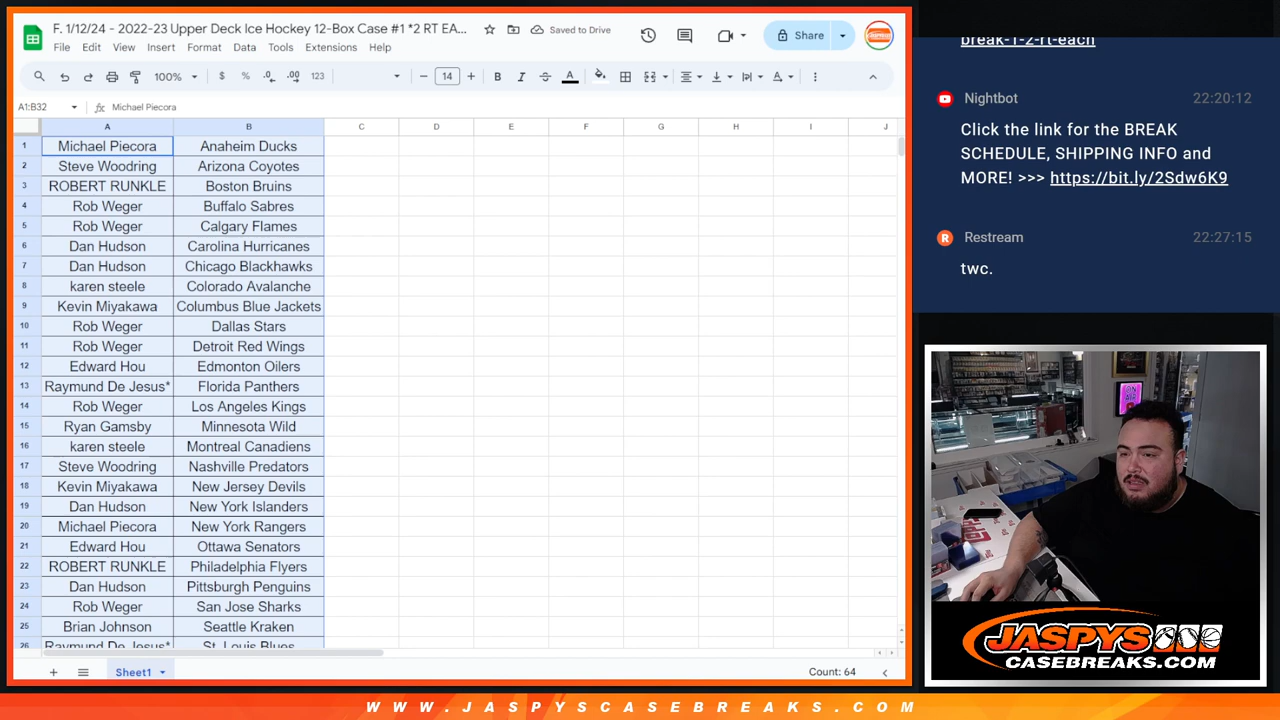 F. 1/12/24 - 2022-23 Upper Deck Ice Hockey 12-Box Case #1 *2 RT EA...
Saved to Drive
Share
File Edit View Insert Format Data Tools Extensions Help
100% $ % .0 .00 123 14 B I A
A1:B32 fx Michael Piecora
A B C D E F G H I J
1 Michael Piecora Anaheim Ducks
2 Steve Woodring Arizona Coyotes
3 ROBERT RUNKLE Boston Bruins
4 Rob Weger Buffalo Sabres
5 Rob Weger Calgary Flames
6 Dan Hudson Carolina Hurricanes
7 Dan Hudson Chicago Blackhawks
8 karen steele Colorado Avalanche
9 Kevin Miyakawa Columbus Blue Jackets
10 Rob Weger Dallas Stars
11 Rob Weger Detroit Red Wings
12 Edward Hou Edmonton Oilers
13 Raymund De Jesus* Florida Panthers
14 Rob Weger Los Angeles Kings
15 Ryan Gamsby Minnesota Wild
16 karen steele Montreal Canadiens
17 Steve Woodring Nashville Predators
18 Kevin Miyakawa New Jersey Devils
19 Dan Hudson New York Islanders
20 Michael Piecora New York Rangers
21 Edward Hou Ottawa Senators
22 ROBERT RUNKLE Philadelphia Flyers
23 Dan Hudson Pittsburgh Penguins
24 Rob Weger San Jose Sharks
25 Brian Johnson Seattle Kraken
26 Raymund De Jesus* St. Louis Blues
Sheet1
Count: 64
break-1-2-rt-each
Nightbot 22:20:12
Click the link for the BREAK
SCHEDULE, SHIPPING INFO and
MORE! >>> https://bit.ly/2Sdw6K9
Restream 22:27:15
twc.
ON AIR
JASPYS
CASEBREAKS.COM
WWW.JASPYSCASEBREAKS.COM